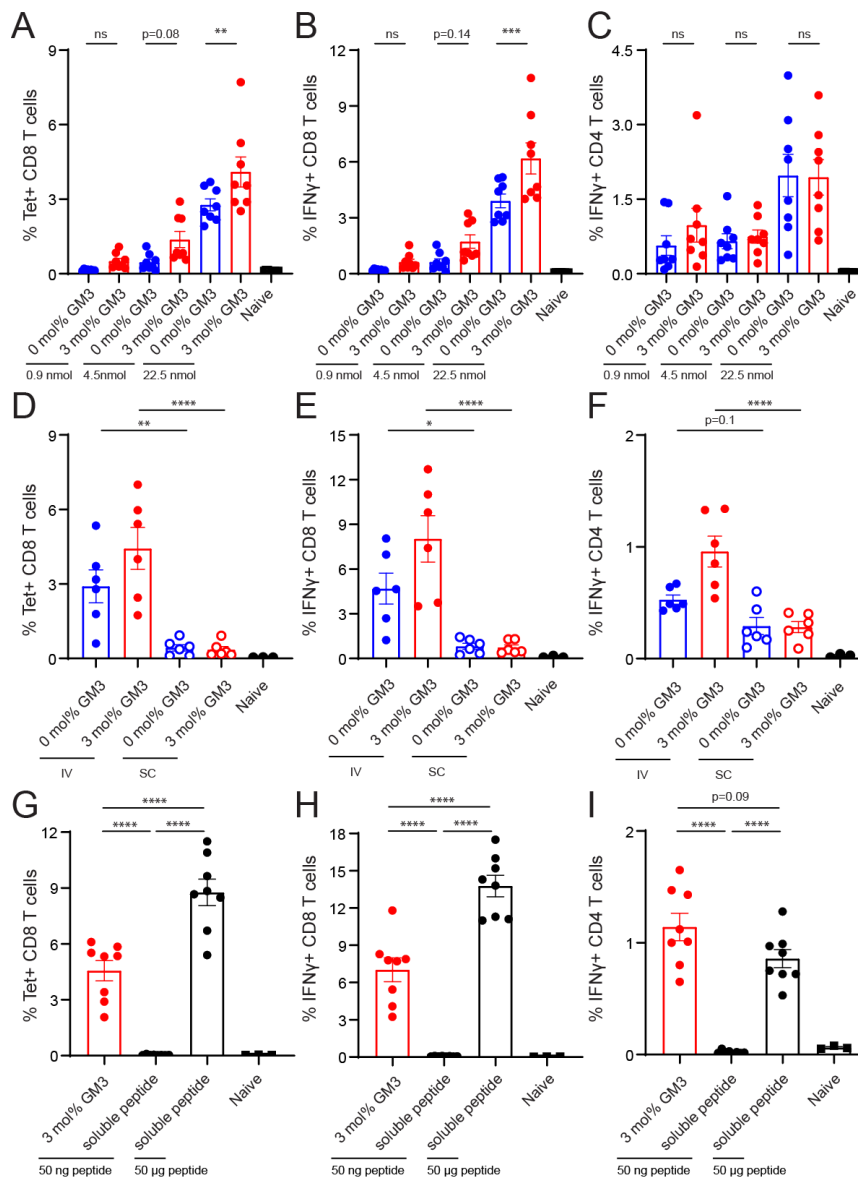 A
ns
p=0.08
**
% Tet+ CD8 T cells
9
6
3
0
0 mol% GM3
3 mol% GM3
0 mol% GM3
3 mol% GM3
0 mol% GM3
3 mol% GM3
Naive
0.9 nmol
4.5nmol
22.5 nmol
B
ns
p=0.14
***
% IFNγ+ CD8 T cells
12
9
6
3
0
0 mol% GM3
3 mol% GM3
0 mol% GM3
3 mol% GM3
0 mol% GM3
3 mol% GM3
Naive
0.9 nmol
4.5 nmol
22.5 nmol
C
ns
ns
ns
% IFNγ+ CD4 T cells
4.5
3.0
1.5
0.0
0 mol% GM3
3 mol% GM3
0 mol% GM3
3 mol% GM3
0 mol% GM3
3 mol% GM3
Naive
0.9 nmol
4.5 nmol
22.5 nmol
D
****
**
% Tet+ CD8 T cells
9
6
3
0
0 mol% GM3
3 mol% GM3
0 mol% GM3
3 mol% GM3
Naive
IV
SC
E
****
*
% IFNγ+ CD8 T cells
15
12
9
6
3
0
0 mol% GM3
3 mol% GM3
0 mol% GM3
3 mol% GM3
Naive
IV
SC
F
****
p=0.1
% IFNγ+ CD4 T cells
2
1
0
0 mol% GM3
3 mol% GM3
0 mol% GM3
3 mol% GM3
Naive
IV
SC
G
****
****
****
% Tet+ CD8 T cells
12
9
6
3
0
3 mol% GM3
soluble peptide
soluble peptide
Naive
50 ng peptide
50 µg peptide
H
****
****
****
% IFNγ+ CD8 T cells
18
15
12
9
6
3
0
3 mol% GM3
soluble peptide
soluble peptide
Naive
50 ng peptide
50 µg peptide
I
p=0.09
****
****
% IFNγ+ CD4 T cells
2
1
0
3 mol% GM3
soluble peptide
soluble peptide
Naive
50 ng peptide
50 µg peptide